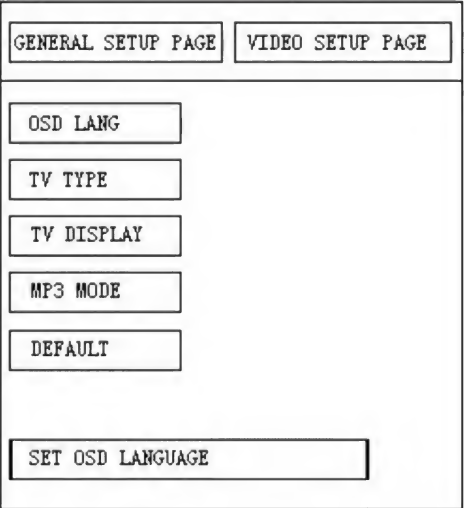 GENERAL SETUP PAGE VIDEO SETUP PAGE
OSD LANG
TV TYPE
TV DISPLAY
MP3 MODE
DEFAULT
SET OSD LANGUAGE